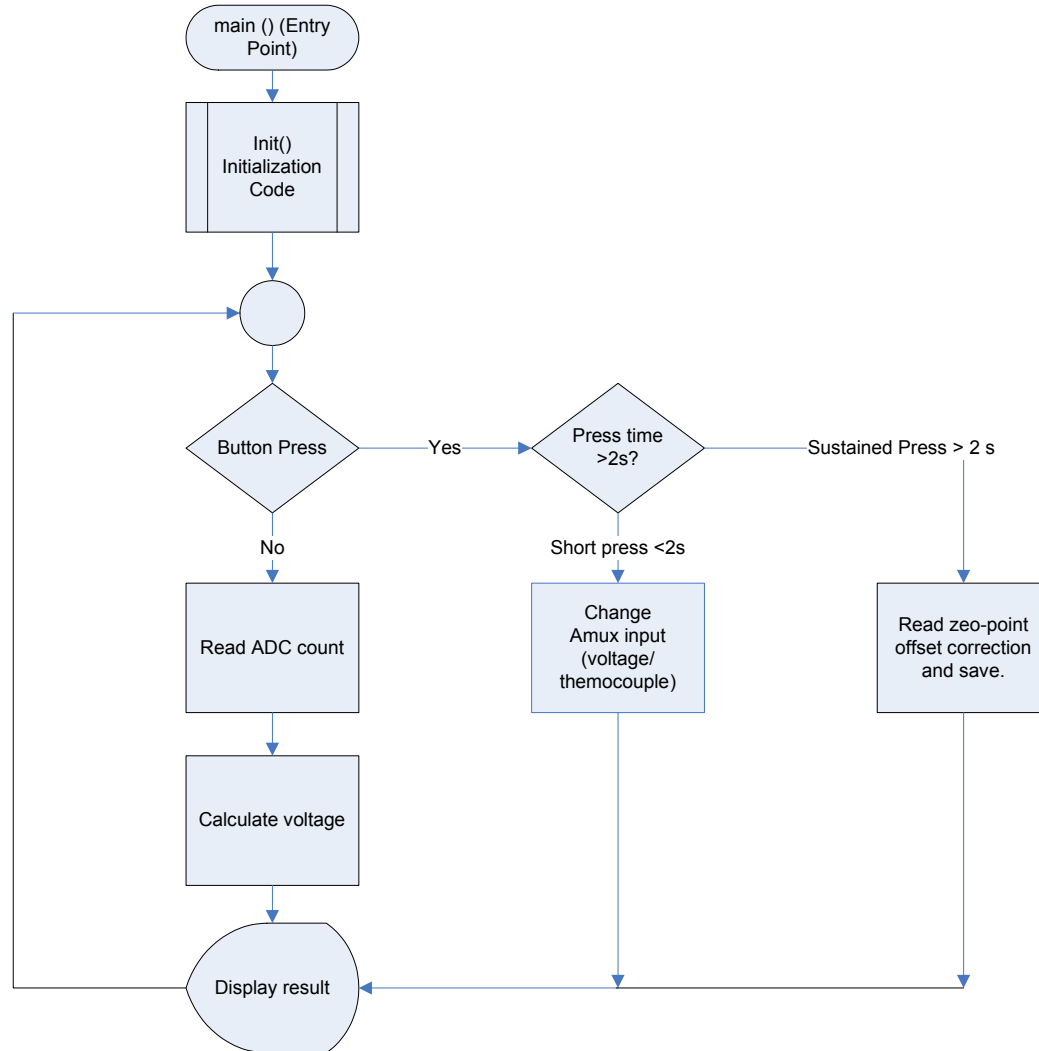 main () (Entry
Point)
Init()
Initialization
Code
Button Press
Yes
Press time
>2s?
Sustained Press > 2 s
No
Short press <2s
Read ADC count
Change
Amux input
(voltage/
themocouple)
Read zeo-point
offset correction
and save.
Calculate voltage
Display result